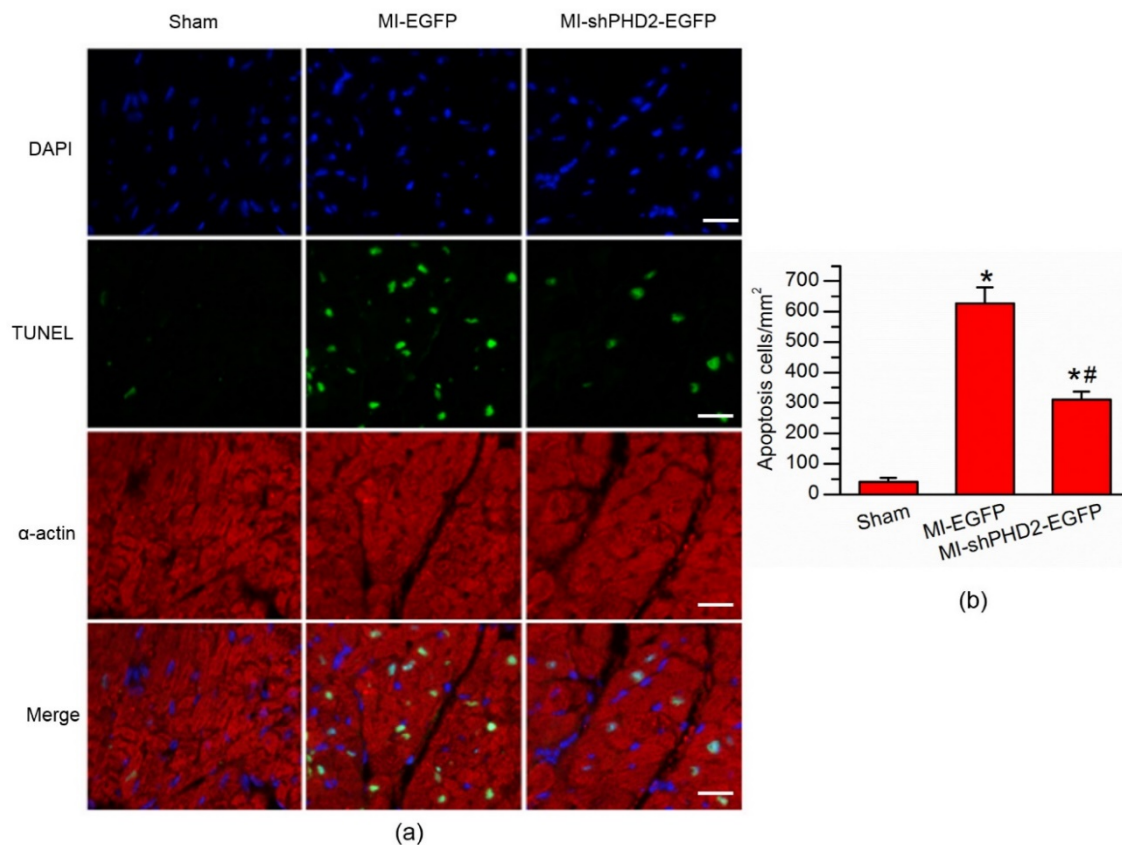 Sham MI-EGFP MI-shPHD2-EGFP
DAPI
TUNEL
α-actin
Merge
(a)
Apoptosis cells/mm²
700
600
500
400
300
200
100
0
*
*#
Sham
MI-EGFP
MI-shPHD2-EGFP
(b)